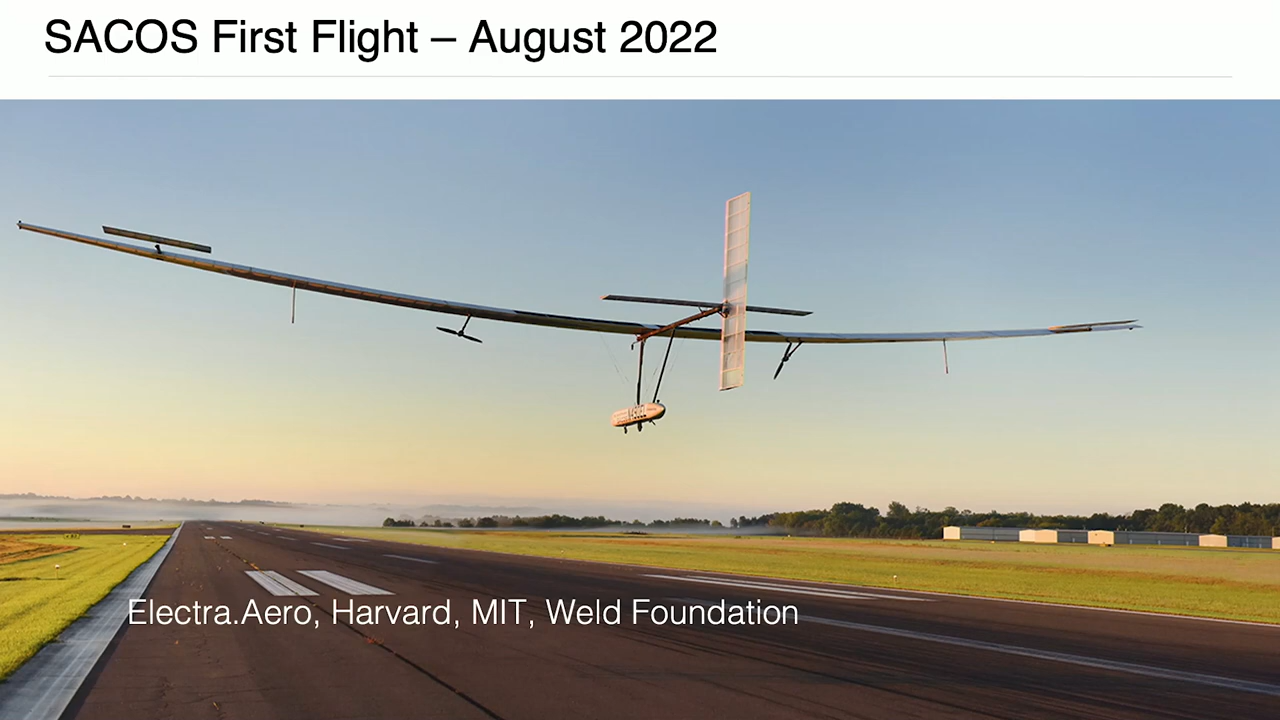 SACOS First Flight – August 2022
Electra.Aero, Harvard, MIT, Weld Foundation